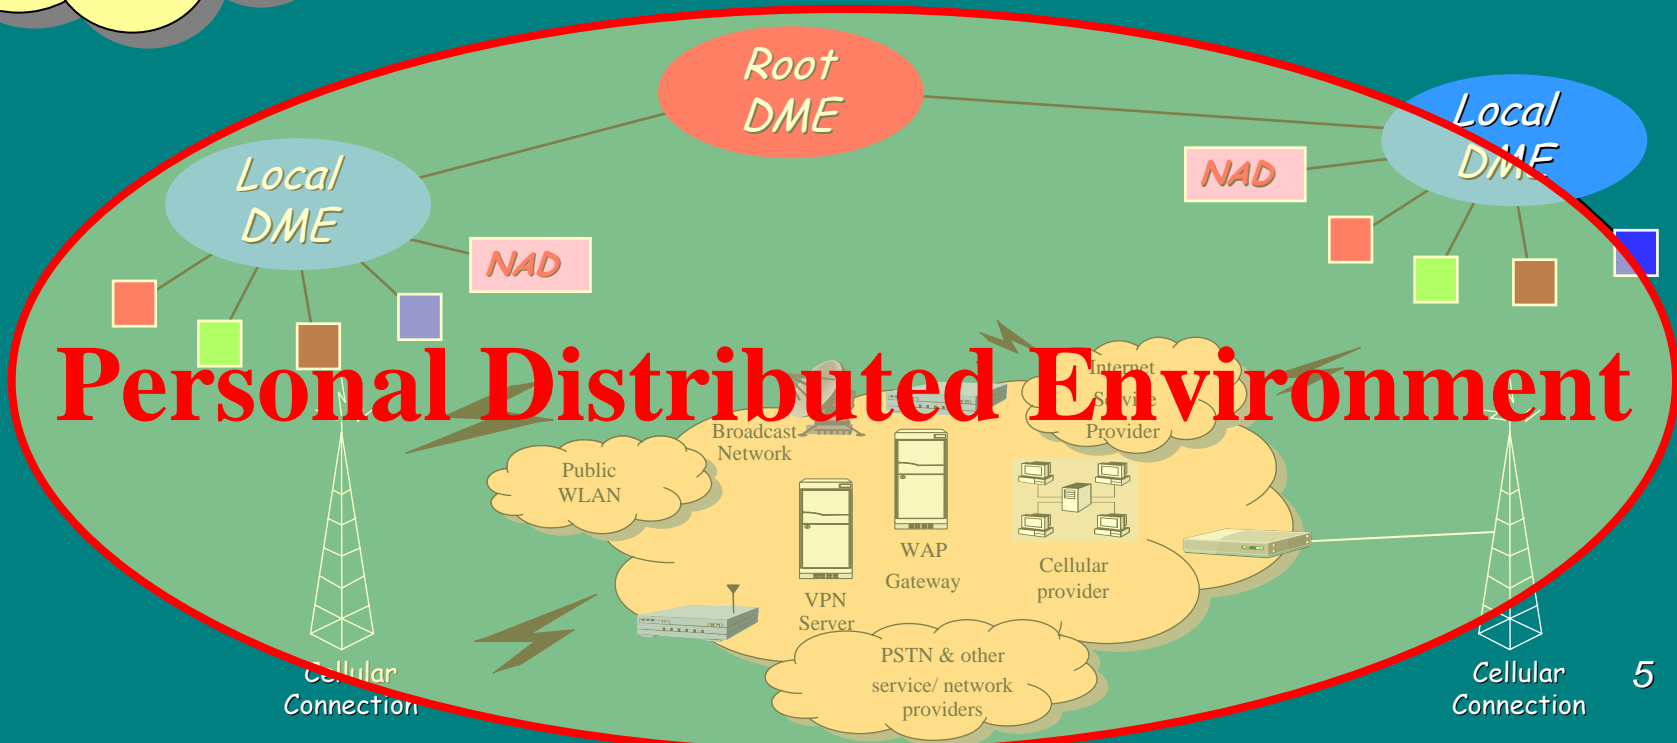 Root
DME
Local
DME
Local
DME
NAD
NAD
Personal Distributed Environment
Internet
Service
Provider
Broadcast
Network
Public
WLAN
WAP
Gateway
Cellular
provider
VPN
Server
PSTN & other
service/ network
providers
Cellular
Connection
Cellular
Connection
5